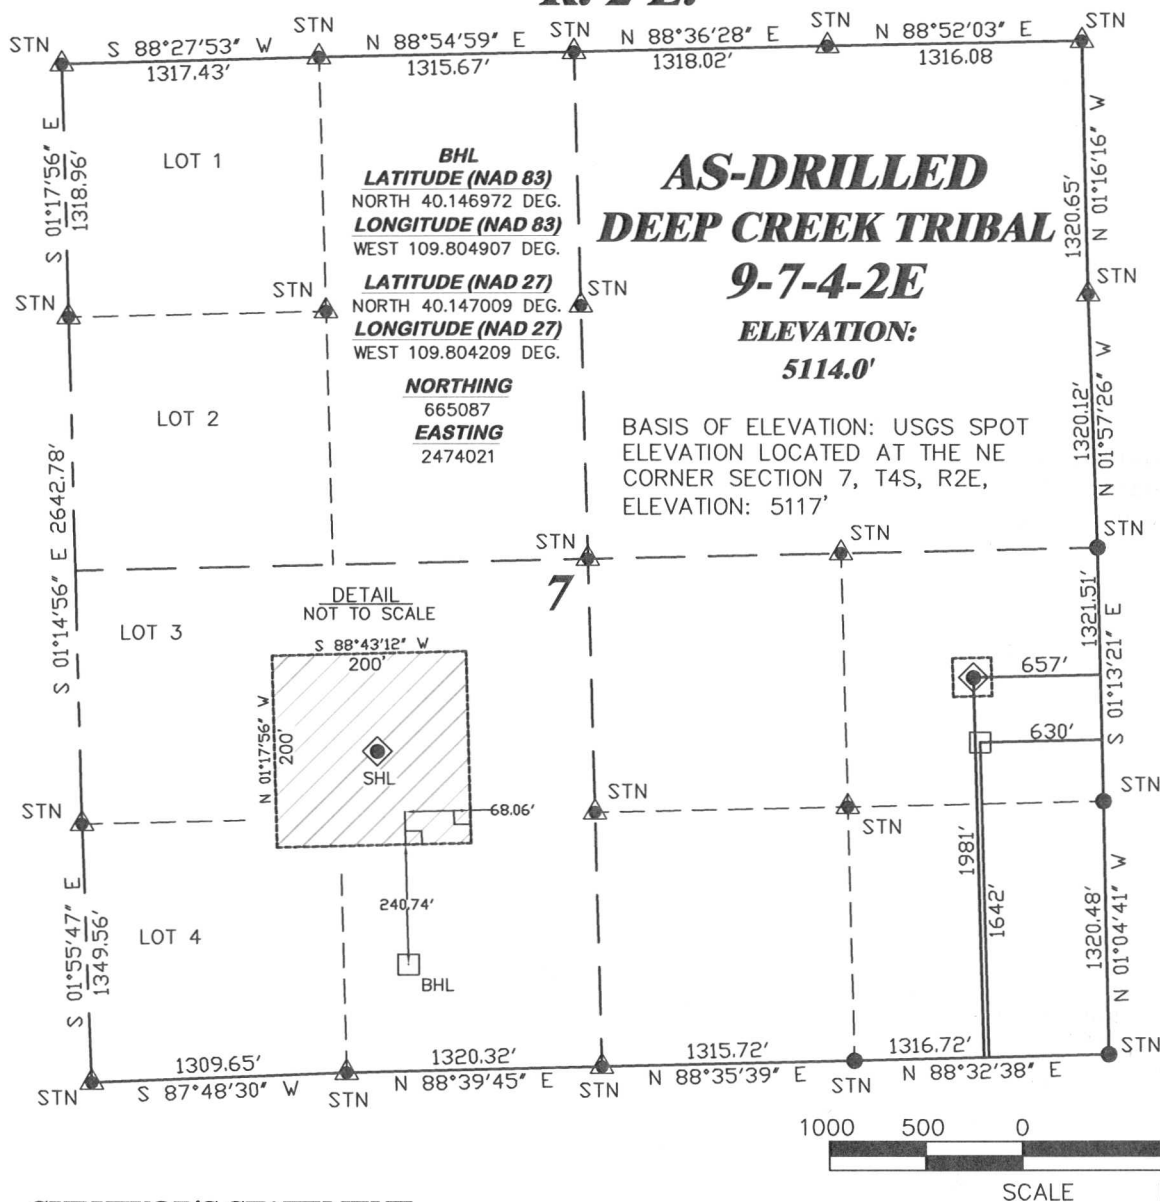 R. 2 E.
STN
S 88°27'53" W
1317.43'
STN
N 88°54'59" E
1315.67'
STN
N 88°36'28" E
1318.02'
STN
N 88°52'03" E
1316.08
STN
S 01°17'56" E
1318.96'
LOT 1
BHL
LATITUDE (NAD 83)
NORTH 40.146972 DEG.
LONGITUDE (NAD 83)
WEST 109.804907 DEG.
LATITUDE (NAD 27)
NORTH 40.147009 DEG.
LONGITUDE (NAD 27)
WEST 109.804209 DEG.
NORTHING
665087
EASTING
2474021
AS-DRILLED
DEEP CREEK TRIBAL
9-7-4-2E
ELEVATION:
5114.0'
BASIS OF ELEVATION: USGS SPOT
ELEVATION LOCATED AT THE NE
CORNER SECTION 7, T4S, R2E,
ELEVATION: 5117'
1320.65'
N 01°16'16" W
STN
STN
STN
STN
LOT 2
1320.12'
N 01°57'26" W
S 01°14'56" E 2642.78'
STN
STN
STN
7
LOT 3
DETAIL
NOT TO SCALE
S 88°43'12" W
200'
N 01°17'56" W
200'
SHL
68.06'
240.74'
BHL
1321.51'
S 01°13'21" E
657'
630'
1981'
1642'
STN
STN
STN
STN
S 01°55'47" E
1349.56'
LOT 4
1320.48'
N 01°04'41" W
STN
1309.65'
S 87°48'30" W
STN
1320.32'
N 88°39'45" E
STN
1315.72'
N 88°35'39" E
STN
1316.72'
N 88°32'38" E
STN
1000 500 0
SCALE